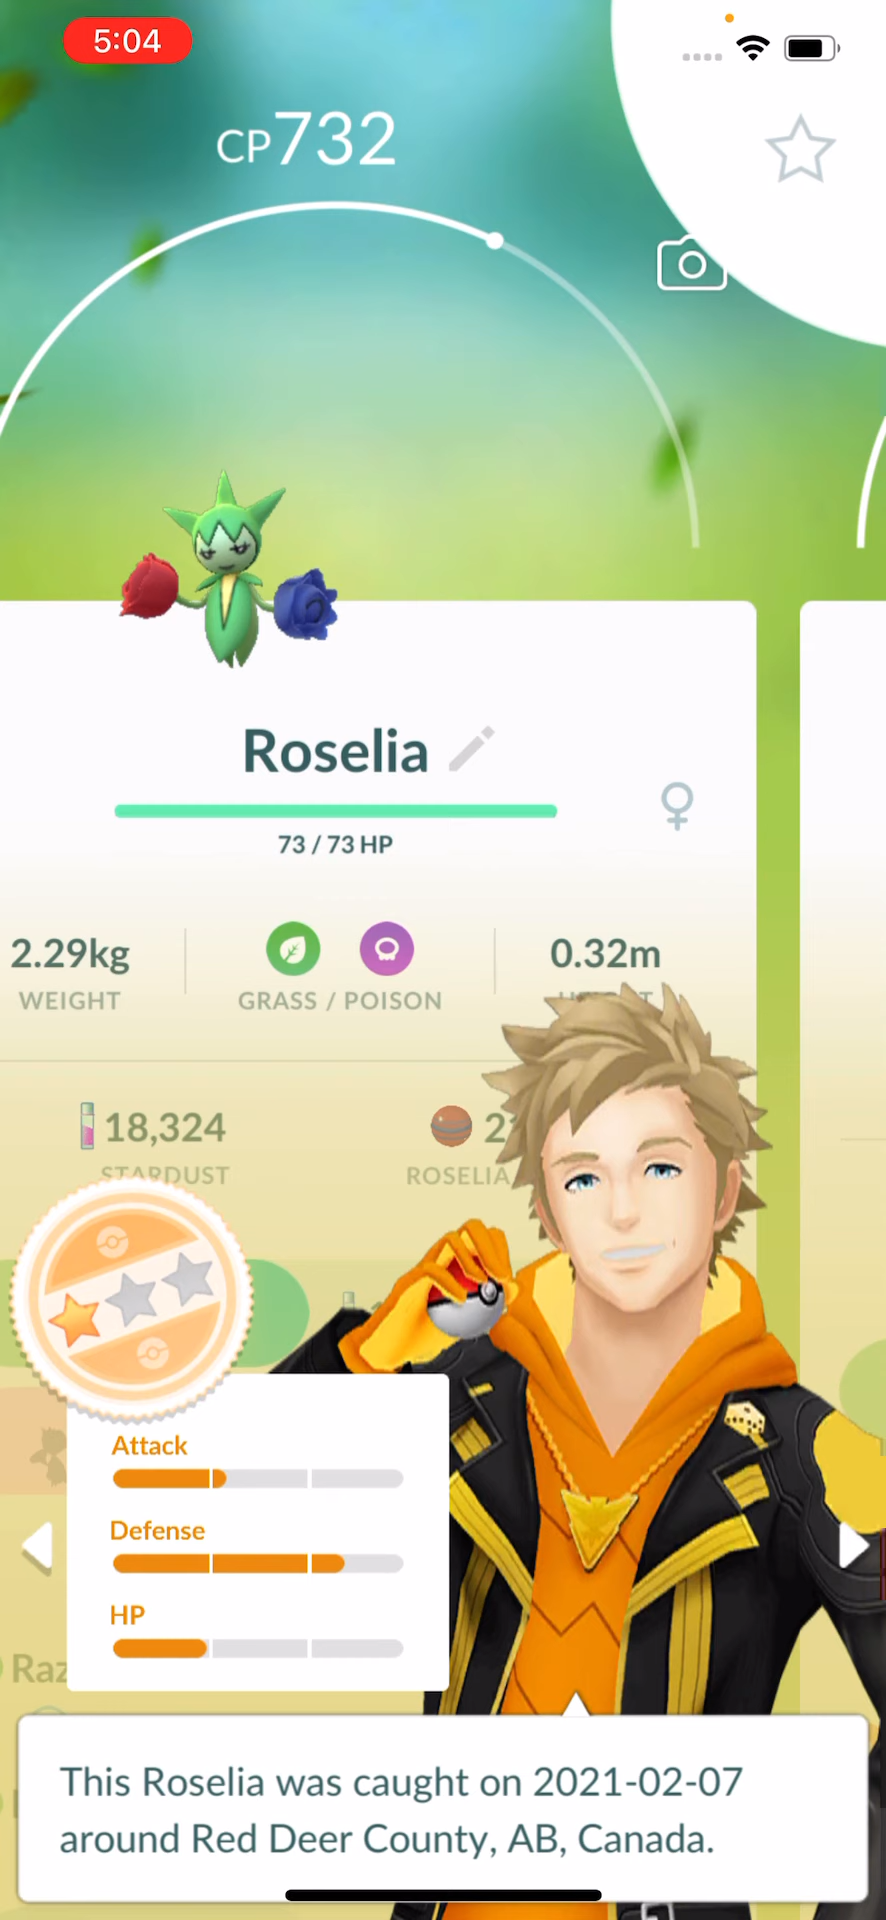 5:04
CP732
Roselia
73 / 73 HP
2.29kg
0.32m
WEIGHT
GRASS / POISON
18,324
STARDUST
ROSELIA
Attack
Defense
HP
This Roselia was caught on 2021-02-07
around Red Deer County, AB, Canada.